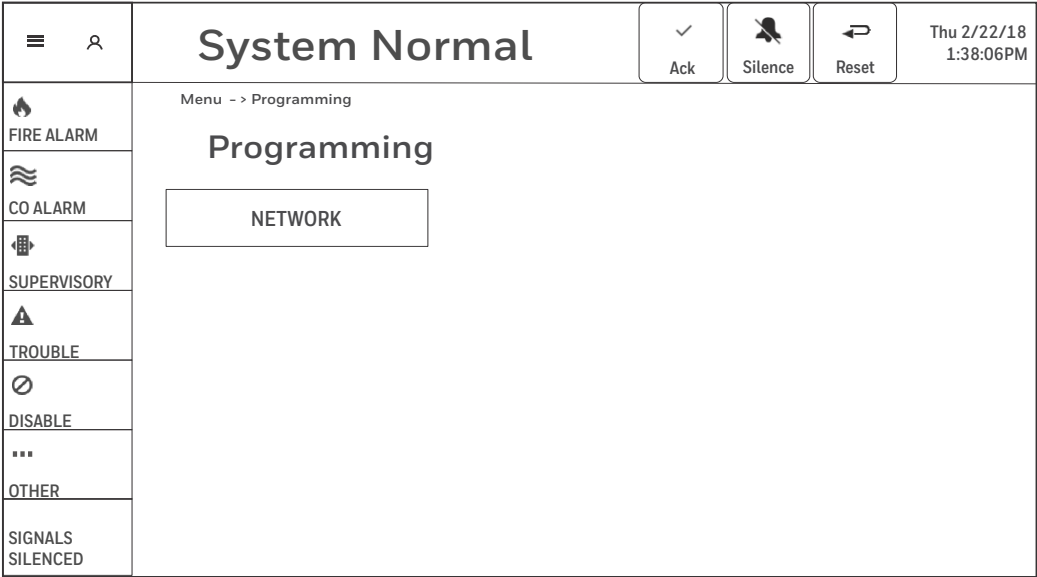 System Normal
Ack
Silence
Reset
Thu 2/22/18
1:38:06PM
Menu -> Programming
Programming
NETWORK
FIRE ALARM
CO ALARM
SUPERVISORY
TROUBLE
DISABLE
OTHER
SIGNALS
SILENCED